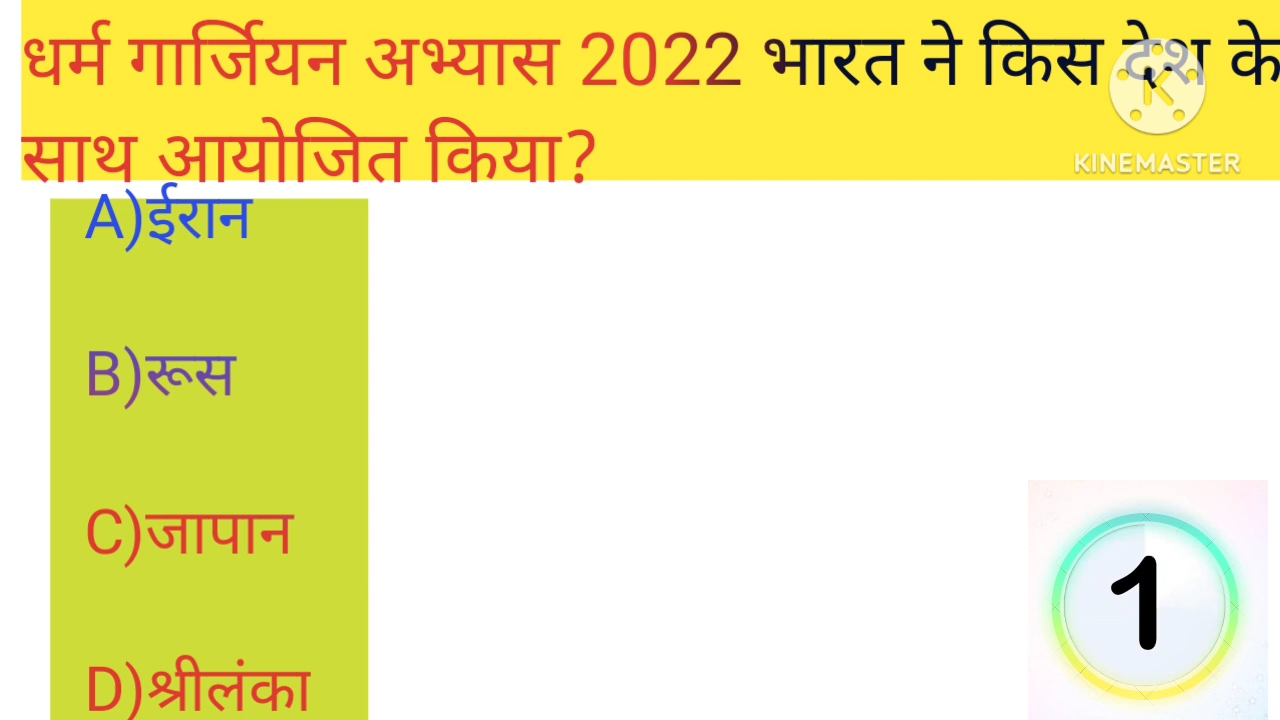 धर्म गार्जियन अभ्यास 2022 भारत ने किस देश के
साथ आयोजित किया?
KINEMASTER
A)ईरान
B)रूस
C)जापान
D)श्रीलंका
1